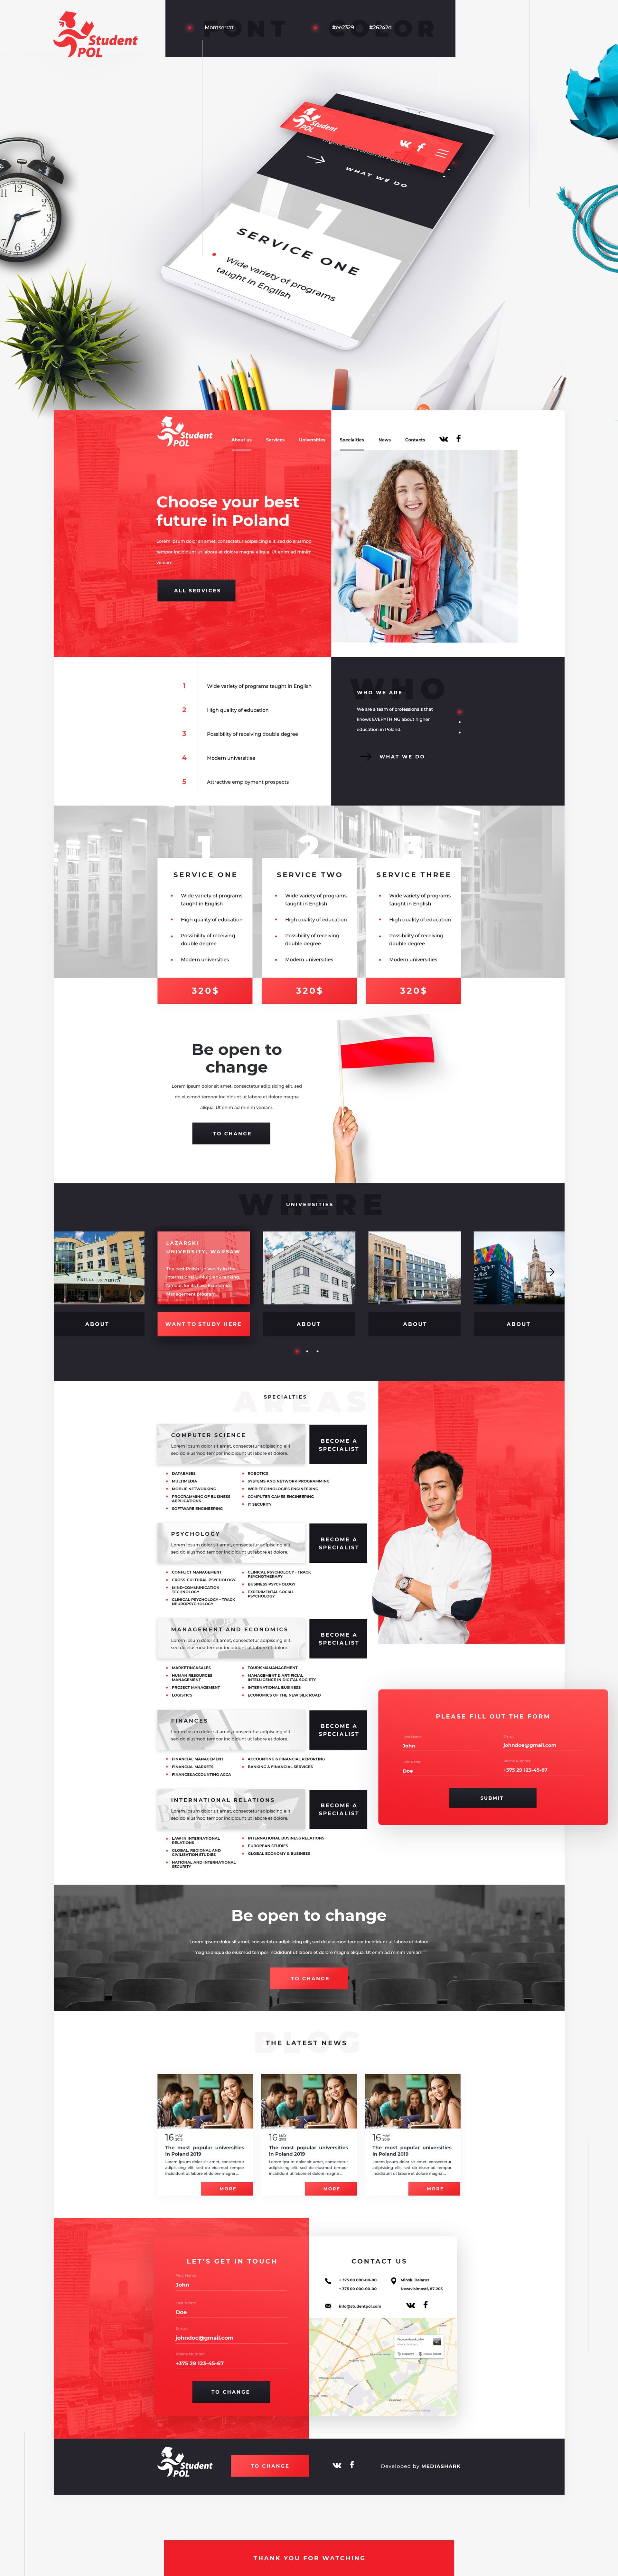 Student
POL
FONT
Montserrat
COLOR
#ee2329
#26242d
Student
POL
higher education in Poland.
WHAT WE DO
1
SERVICE ONE
Wide variety of programs
taught in English
Student
POL
About us
Services
Universities
Specialties
News
Contacts
Choose your best
future in Poland
Lorem ipsum dolor sit amet, consectetur adipisicing elit, sed do eiusmod
tempor incididunt ut labore et dolore magna aliqua. Ut enim ad minim
veniam.
ALL SERVICES
1 Wide variety of programs taught in English
2 High quality of education
3 Possibility of receiving double degree
4 Modern universities
5 Attractive employment prospects
WHO
WHO WE ARE
We are a team of professionals that
knows EVERYTHING about higher
education in Poland.
WHAT WE DO
1
SERVICE ONE
Wide variety of programs
taught in English
High quality of education
Possibility of receiving
double degree
Modern universities
320$
2
SERVICE TWO
Wide variety of programs
taught in English
High quality of education
Possibility of receiving
double degree
Modern universities
320$
3
SERVICE THREE
Wide variety of programs
taught in English
High quality of education
Possibility of receiving
double degree
Modern universities
320$
Be open to
change
Lorem ipsum dolor sit amet, consectetur adipisicing elit, sed
do eiusmod tempor incididunt ut labore et dolore magna
aliqua. Ut enim ad minim veniam.
TO CHANGE
WHERE
UNIVERSITIES
VISTULA UNIVERSITY
ABOUT
LAZARSKI
UNIVERSITY, WARSAW
The best Polish University in the
WANT TO STUDY HERE
ABOUT
ABOUT
Collegium
Civitas
ABOUT
AREAS
SPECIALTIES
COMPUTER SCIENCE
Lorem ipsum dolor sit amet, consectetur adipisicing elit,
sed do eiusmod tempor incididunt ut labore et dolore.
BECOME A
SPECIALIST
DATABASES
MULTIMEDIA
MOBLIE NETWORKING
PROGRAMMING OF BUSINESS
APPLICATIONS
SOFTWARE ENGINEERING
ROBOTICS
SYSTEMS AND NETWORK PROGRAMMING
WEB-TECHNOLOGIES ENGINEERING
COMPUTER GAMES ENGINEERING
IT SECURITY
PSYCHOLOGY
Lorem ipsum dolor sit amet, consectetur adipisicing elit,
sed do eiusmod tempor incididunt ut labore et dolore.
BECOME A
SPECIALIST
CONFLICT MANAGEMENT
CROSS-CULTURAL PSYCHOLOGY
MIND-COMMUNICATION
TECHNOLOGY
CLINICAL PSYCHOLOGY - TRACK
NEUROPSYCHOLOGY
CLINICAL PSYCHOLOGY - TRACK
PSYCHOTHERAPY
BUSINESS PSYCHOLOGY
EXPERIMENTAL SOCIAL
PSYCHOLOGY
MANAGEMENT AND ECONOMICS
Lorem ipsum dolor sit amet, consectetur adipisicing elit,
sed do eiusmod tempor incididunt ut labore et dolore.
BECOME A
SPECIALIST
MARKETING&SALES
HUMAN RESOURCES
MANAGEMENT
PROJECT MANAGEMENT
LOGISTICS
TOURISM&MANAGEMENT
MANAGEMENT & ARTIFICIAL
INTELLIGENCE IN DIGITAL SOCIETY
INTERNATIONAL BUSINESS
ECONOMICS OF THE NEW SILK ROAD
FINANCES
Lorem ipsum dolor sit amet, consectetur adipisicing elit,
sed do eiusmod tempor incididunt ut labore et dolore.
BECOME A
SPECIALIST
FINANCIAL MANAGEMENT
FINANCIAL MARKETS
FINANCE&ACCOUNTING ACCA
ACCOUNTING & FINANCIAL REPORTING
BANKING & FINANCIAL SERVICES
INTERNATIONAL RELATIONS
Lorem ipsum dolor sit amet, consectetur adipisicing elit,
sed do eiusmod tempor incididunt ut labore et dolore.
BECOME A
SPECIALIST
LAW IN INTERNATIONAL
RELATIONS
GLOBAL, REGIONAL AND
CIVILISATION STUDIES
NATIONAL AND INTERNATIONAL
SECURITY
INTERNATIONAL BUSINESS RELATIONS
EUROPEAN STUDIES
GLOBAL ECONOMY & BUSINESS
PLEASE FILL OUT THE FORM
First Name
John
E-mail
johndoe@gmail.com
Last Name
Doe
Phone Number
+375 29 123-45-67
SUBMIT
Be open to change
Lorem ipsum dolor sit amet, consectetur adipisicing elit, sed do eiusmod tempor incididunt ut labore et dolore
magna aliqua do eiusmod tempor incididunt ut labore et dolore magna aliqua. Ut enim ad minim veniam.
TO CHANGE
BLOG
THE LATEST NEWS
16 MAY
2019
The most popular universities
in Poland 2019
Lorem ipsum dolor sit amet, consectetur
adipisicing elit, sed do eiusmod tempor
incididunt ut labore et dolore magna ...
MORE
16 MAY
2019
The most popular universities
in Poland 2019
Lorem ipsum dolor sit amet, consectetur
adipisicing elit, sed do eiusmod tempor
incididunt ut labore et dolore magna ...
MORE
16 MAY
2019
The most popular universities
in Poland 2019
Lorem ipsum dolor sit amet, consectetur
adipisicing elit, sed do eiusmod tempor
incididunt ut labore et dolore magna ...
MORE
LET'S GET IN TOUCH
First name
John
Last Name
Doe
E-mail
johndoe@gmail.com
Phone Number
+375 29 123-45-67
TO CHANGE
CONTACT US
+ 375 00 000-00-00
+ 375 00 000-00-00
Minsk, Belarus
Nezavisimosti, 87-203
info@studentpol.com
Student
POL
TO CHANGE
Developed by MEDIASHARK
THANK YOU FOR WATCHING